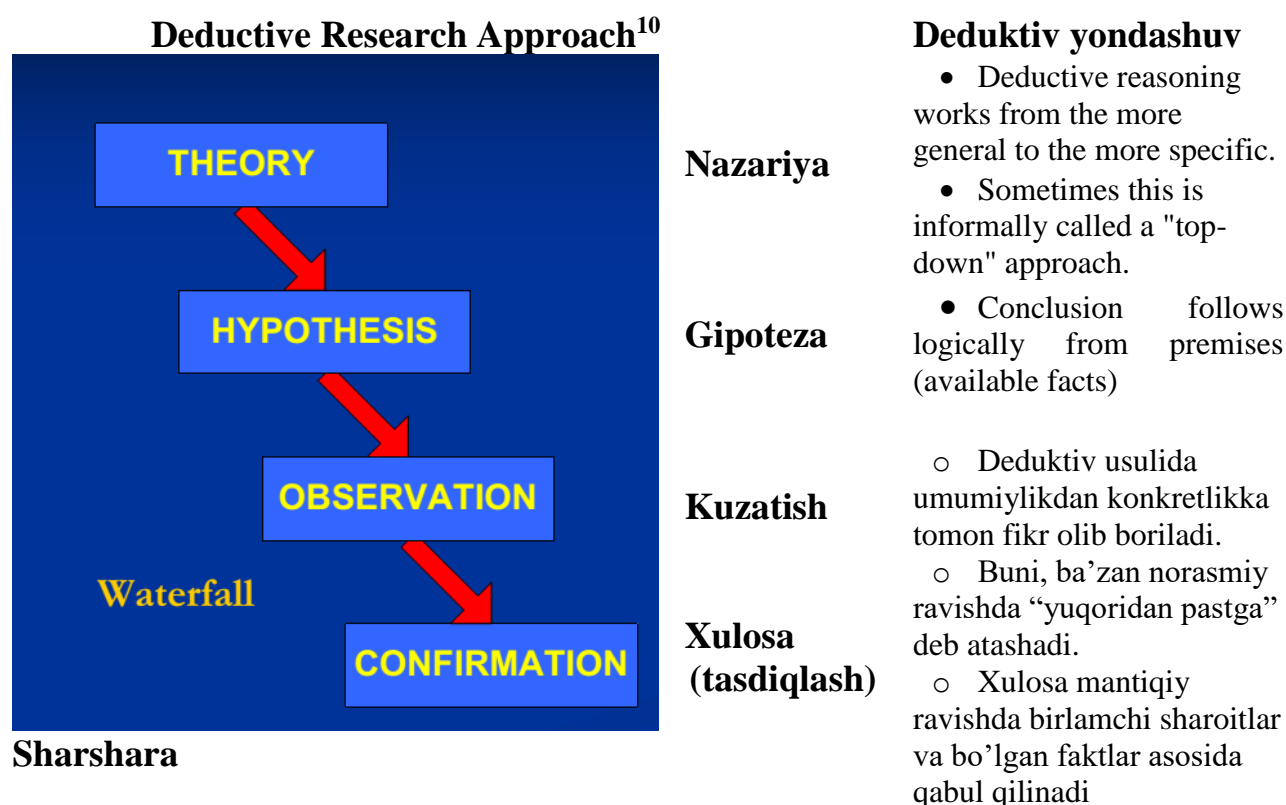 Deductive Research Approach10
THEORY
HYPOTHESIS
OBSERVATION
Waterfall
CONFIRMATION
Sharshara
Nazariya
Gipoteza
Kuzatish
Xulosa
(tasdiqlash)
Deduktiv yondashuv
• Deductive reasoning
works from the more
general to the more specific.
• Sometimes this is
informally called a "top-
down" approach.
• Conclusion follows
logically from premises
(available facts)
o Deduktiv usulida
umumiylikdan konkretlikka
tomon fikr olib boriladi.
o Buni, ba’zan norasmiy
ravishda “yuqoridan pastga”
deb atashadi.
o Xulosa mantiqiy
ravishda birlamchi sharoitlar
va bo’lgan faktlar asosida
qabul qilinadi